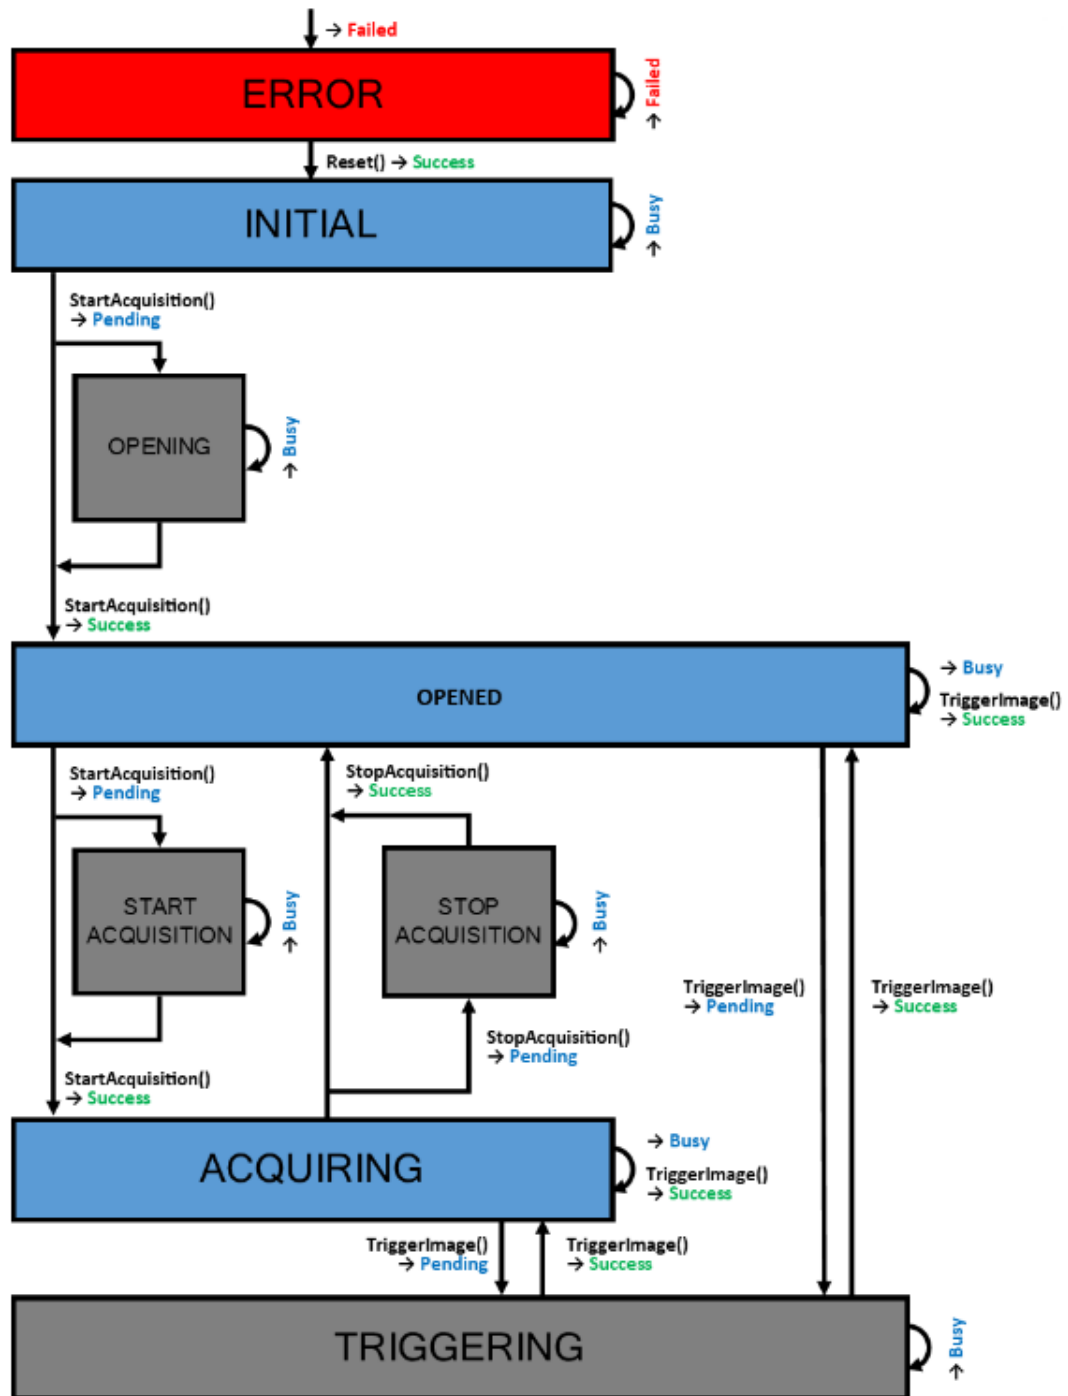 → Failed
ERROR
↑ Failed
Reset() → Success
INITIAL
↑ Busy
StartAcquisition()
→ Pending
OPENING
↑ Busy
StartAcquisition()
→ Success
OPENED
→ Busy
TriggerImage()
→ Success
StartAcquisition()
→ Pending
StopAcquisition()
→ Success
START
ACQUISITION
↑ Busy
STOP
ACQUISITION
↑ Busy
TriggerImage()
→ Pending
TriggerImage()
→ Success
StopAcquisition()
→ Pending
StartAcquisition()
→ Success
ACQUIRING
→ Busy
TriggerImage()
→ Success
TriggerImage()
→ Pending
TriggerImage()
→ Success
TRIGGERING
↑ Busy